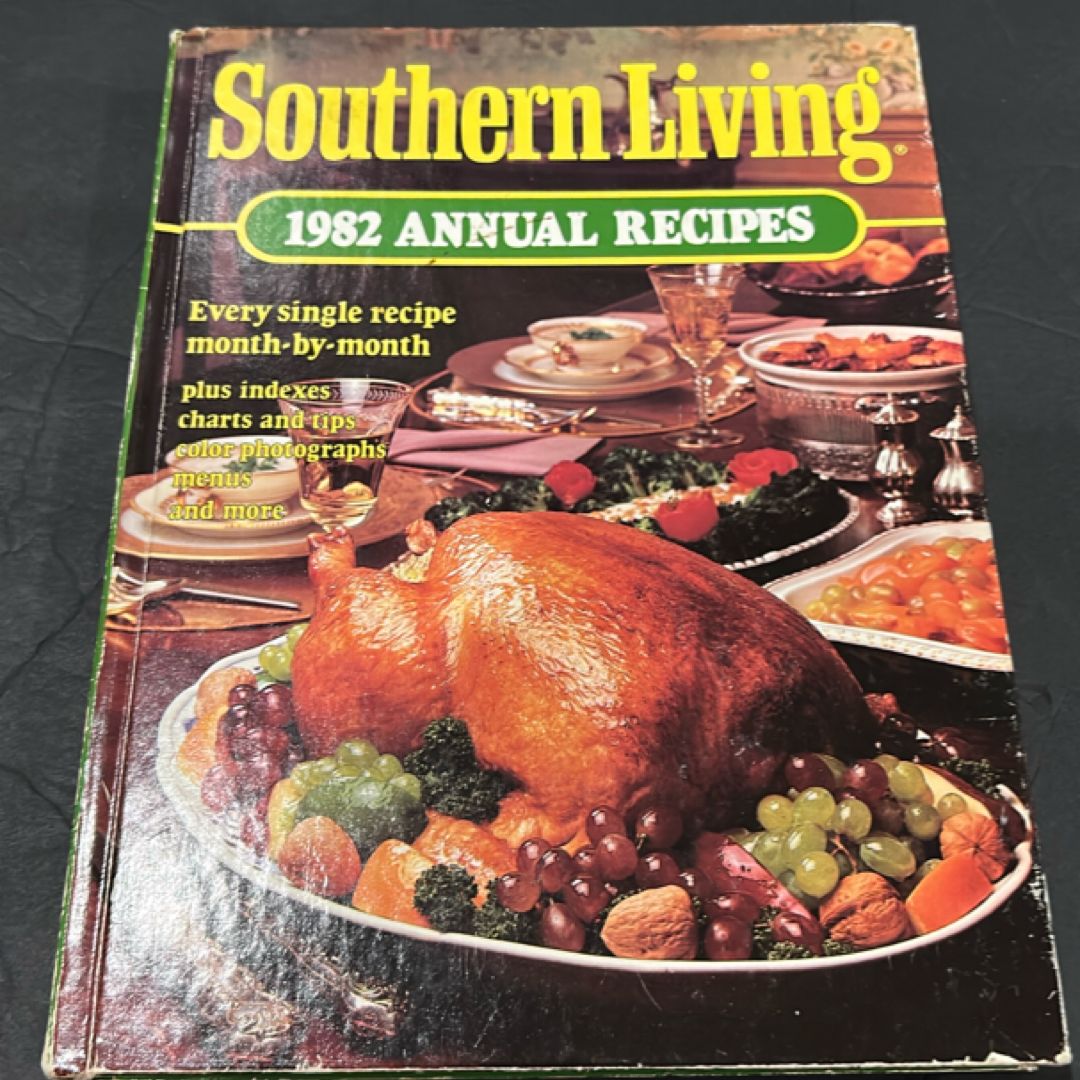 Southern Living®
1982 ANNUAL RECIPES
Every single recipe
month-by-month
plus indexes
charts and tips
color photographs
menus
and more